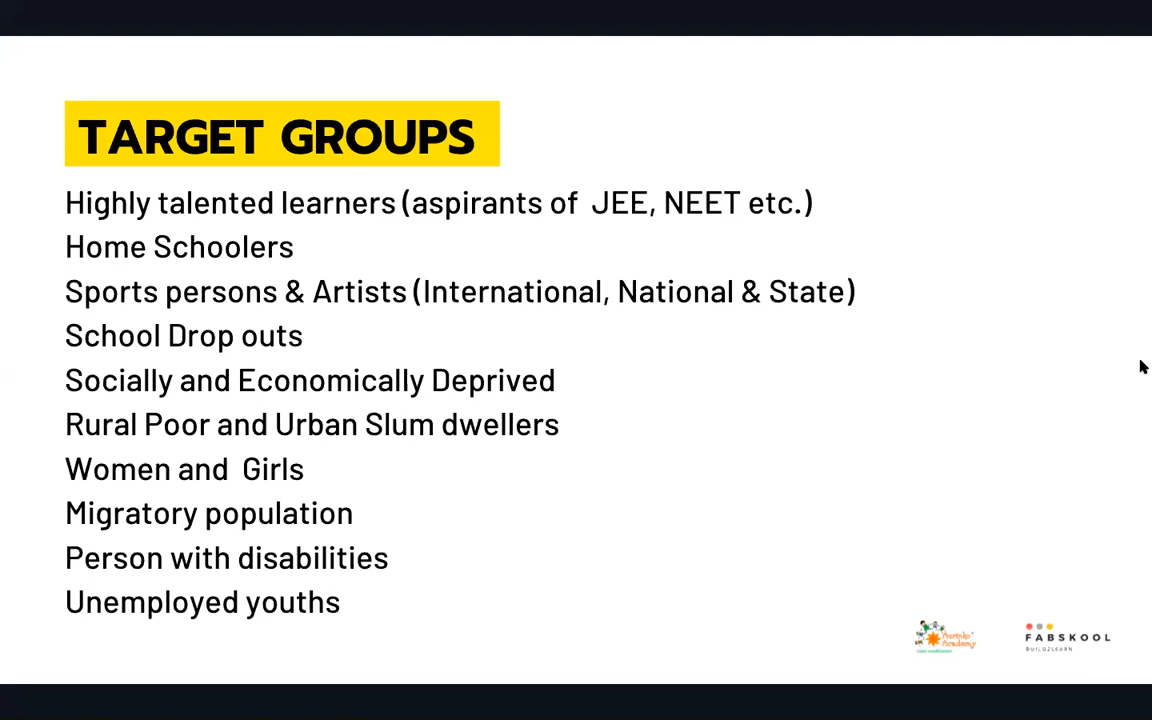 TARGET GROUPS
Highly talented learners (aspirants of  JEE, NEET etc.)
Home Schoolers
Sports persons & Artists (International, National & State)
School Drop outs
Socially and Economically Deprived
Rural Poor and Urban Slum dwellers
Women and  Girls
Migratory population
Person with disabilities
Unemployed youths
Academy
FABSKOOL
BUILD2LEARN